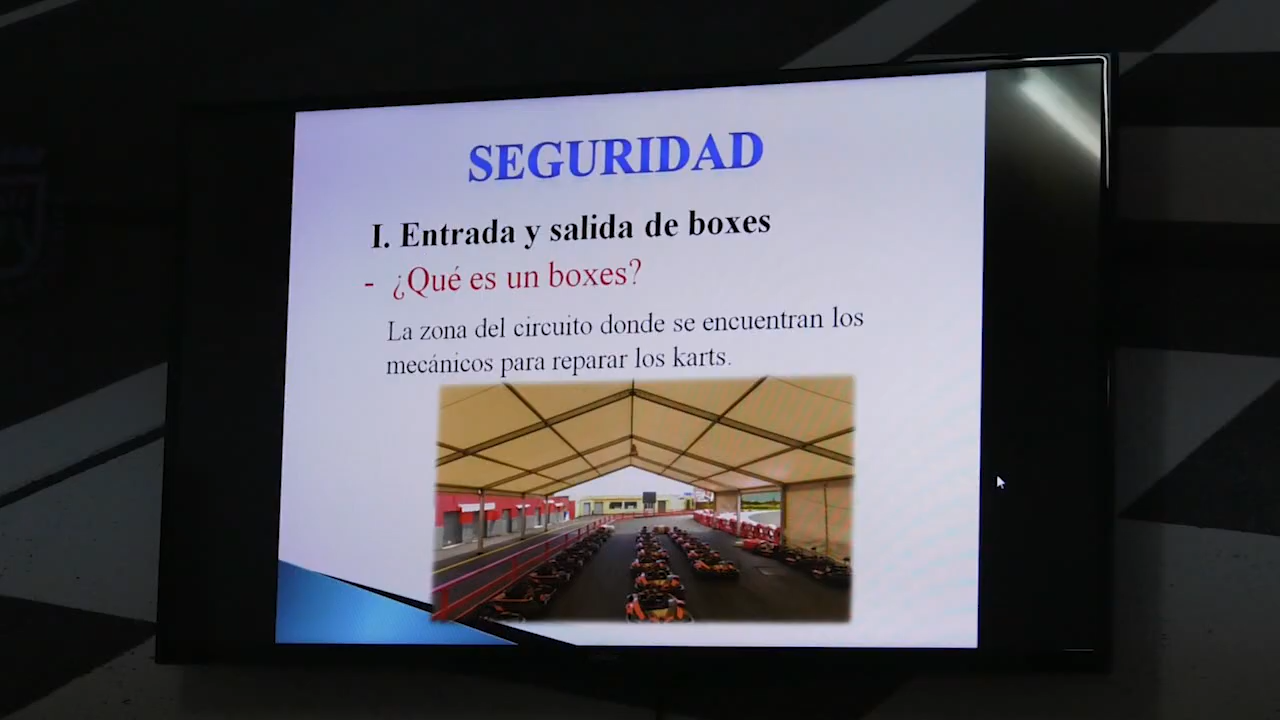 SEGURIDAD
I. Entrada y salida de boxes
- ¿Qué es un boxes?
La zona del circuito donde se encuentran los
mecánicos para reparar los karts.